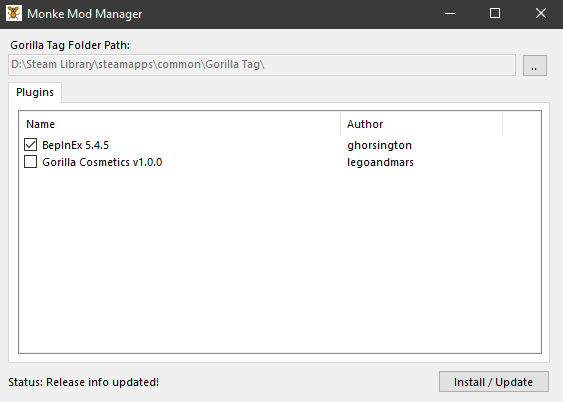 Monke Mod Manager
Gorilla Tag Folder Path:
D:\Steam Library\steamapps\common\Gorilla Tag\
..
Plugins
Name Author
BepInEx 5.4.5 ghorsington
Gorilla Cosmetics v1.0.0 legoandmars
Status: Release info updated! Install / Update